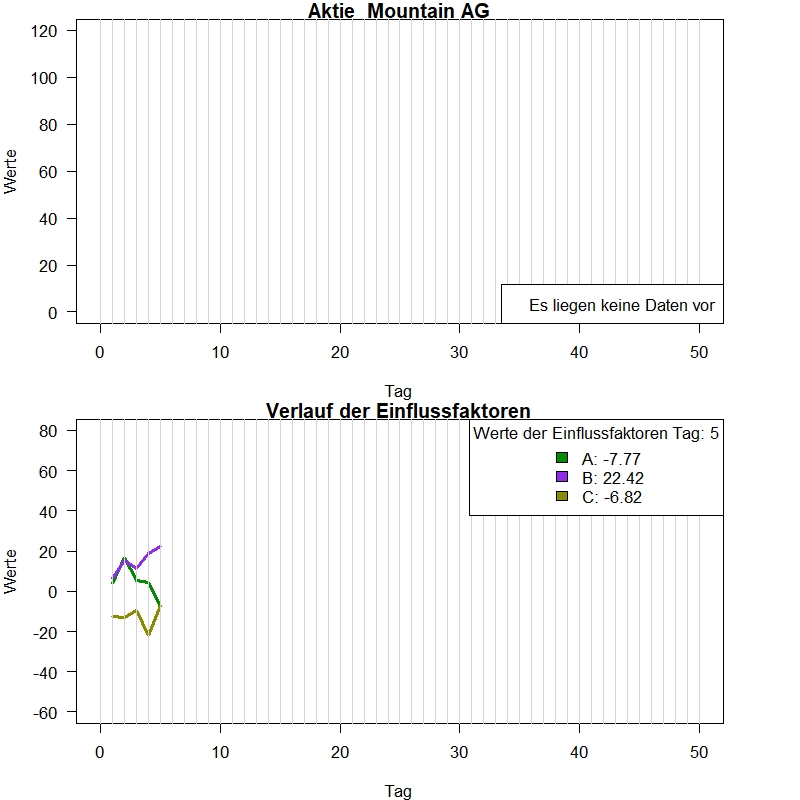 Aktie  Mountain AG
120
100
80
60
40
20
0
Werte
Es liegen keine Daten vor
0 10 20 30 40 50
Tag
Verlauf der Einflussfaktoren
80
60
40
20
0
-20
-40
-60
Werte
Werte der Einflussfaktoren Tag: 5
A: -7.77
B: 22.42
C: -6.82
0 10 20 30 40 50
Tag